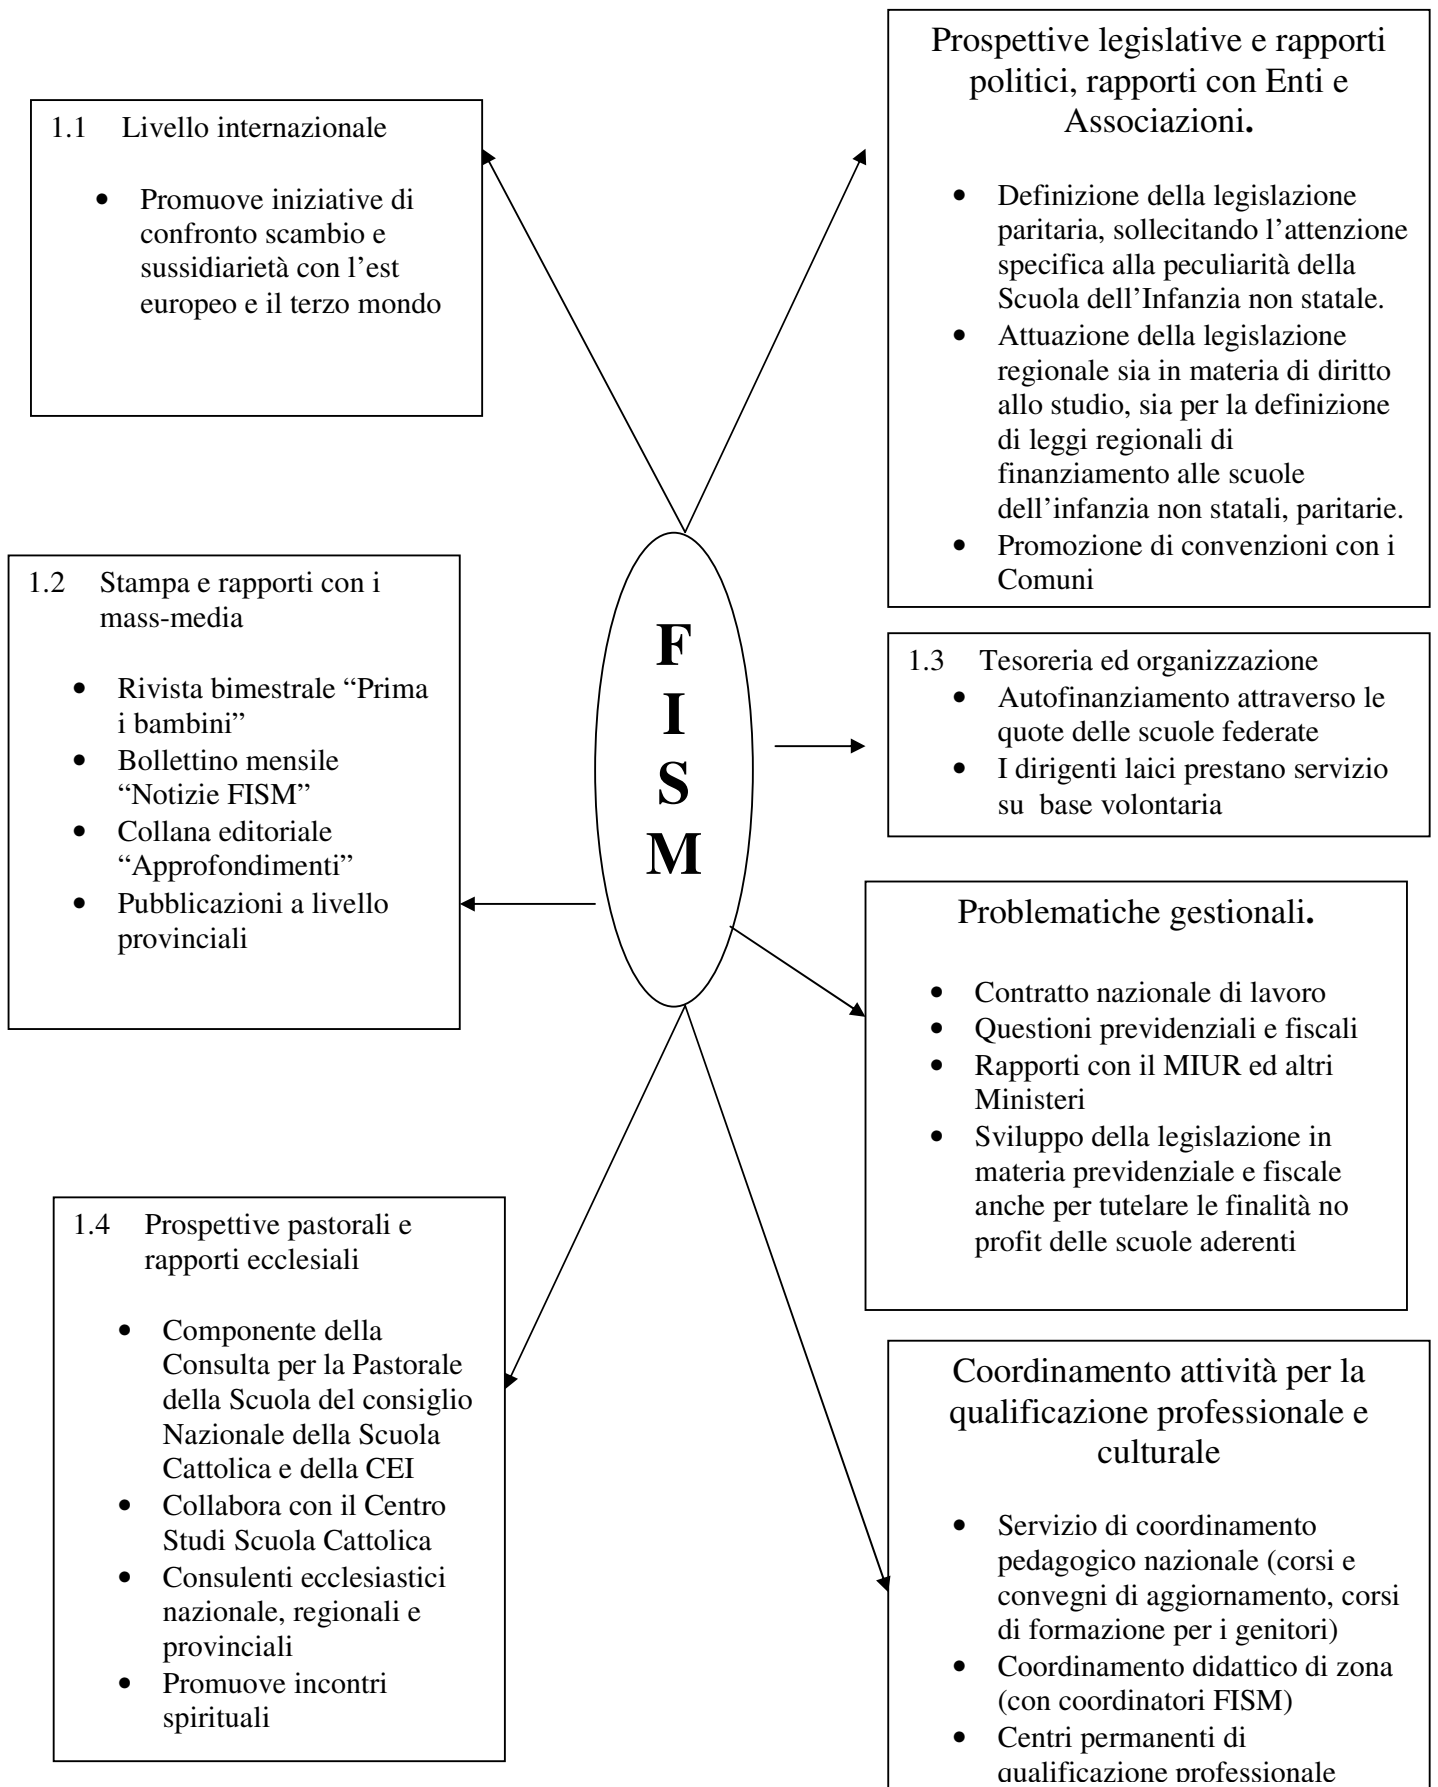 Prospettive legislative e rapporti
politici, rapporti con Enti e
Associazioni.
• Definizione della legislazione
paritaria, sollecitando l’attenzione
specifica alla peculiarità della
Scuola dell’Infanzia non statale.
• Attuazione della legislazione
regionale sia in materia di diritto
allo studio, sia per la definizione
di leggi regionali di
finanziamento alle scuole
dell’infanzia non statali, paritarie.
• Promozione di convenzioni con i
Comuni
1.1 Livello internazionale
• Promuove iniziative di
confronto scambio e
sussidiarietà con l’est
europeo e il terzo mondo
1.2 Stampa e rapporti con i
mass-media
• Rivista bimestrale “Prima
i bambini”
• Bollettino mensile
“Notizie FISM”
• Collana editoriale
“Approfondimenti”
• Pubblicazioni a livello
provinciali
F
I
S
M
1.3 Tesoreria ed organizzazione
• Autofinanziamento attraverso le
quote delle scuole federate
• I dirigenti laici prestano servizio
su base volontaria
Problematiche gestionali.
• Contratto nazionale di lavoro
• Questioni previdenziali e fiscali
• Rapporti con il MIUR ed altri
Ministeri
• Sviluppo della legislazione in
materia previdenziale e fiscale
anche per tutelare le finalità no
profit delle scuole aderenti
1.4 Prospettive pastorali e
rapporti ecclesiali
• Componente della
Consulta per la Pastorale
della Scuola del consiglio
Nazionale della Scuola
Cattolica e della CEI
• Collabora con il Centro
Studi Scuola Cattolica
• Consulenti ecclesiastici
nazionale, regionali e
provinciali
• Promuove incontri
spirituali
Coordinamento attività per la
qualificazione professionale e
culturale
• Servizio di coordinamento
pedagogico nazionale (corsi e
convegni di aggiornamento, corsi
di formazione per i genitori)
• Coordinamento didattico di zona
(con coordinatori FISM)
• Centri permanenti di
qualificazione professionale